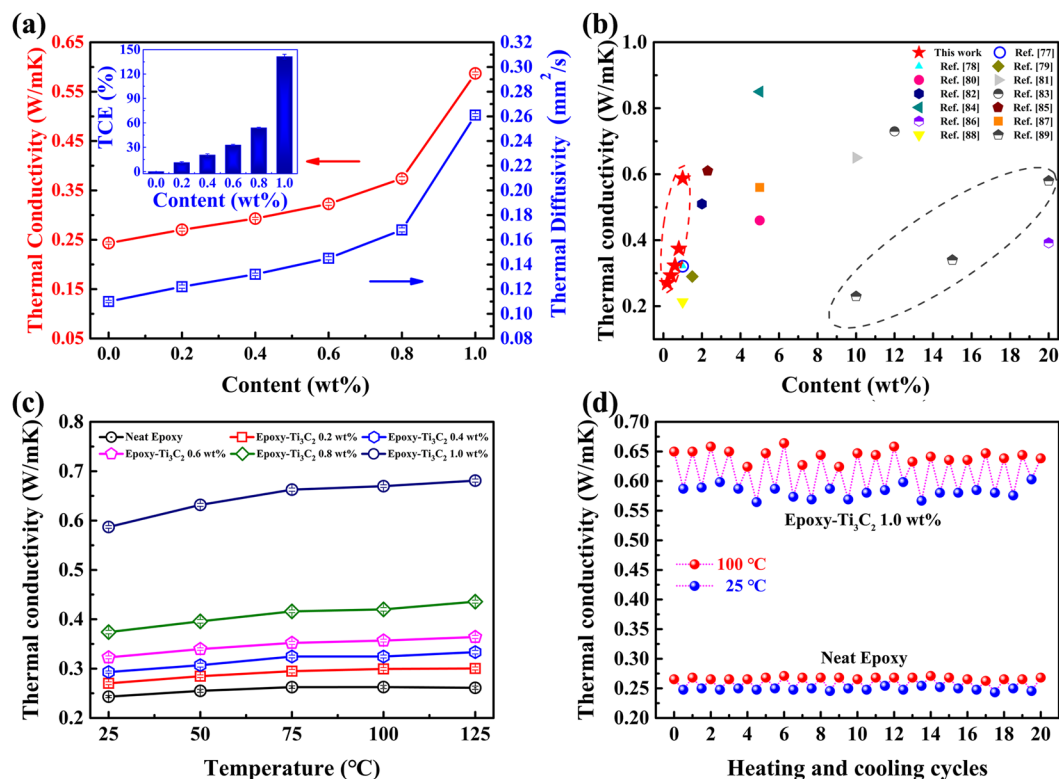 (a)
Thermal Conductivity (W/mK)
0.65
0.55
0.45
0.35
0.25
0.15
0.05
TCE (%)
150
120
90
60
30
0
0.0 0.2 0.4 0.6 0.8 1.0
Content (wt%)
0.32
0.30
0.28
0.26
0.24
0.22
0.20
0.18
0.16
0.14
0.12
0.10
0.08
Thermal Diffusivity (mm²/s)
0.0 0.2 0.4 0.6 0.8 1.0
Content (wt%)
(b)
Thermal conductivity (W/mK)
1.0
0.8
0.6
0.4
0.2
This work Ref. [77]
Ref. [78] Ref. [79]
Ref. [80] Ref. [81]
Ref. [82] Ref. [83]
Ref. [84] Ref. [85]
Ref. [86] Ref. [87]
Ref. [88] Ref. [89]
0 2 4 6 8 10 12 14 16 18 20
Content (wt%)
(c)
Thermal conductivity (W/mK)
0.8
0.7
0.6
0.5
0.4
0.3
0.2
Neat Epoxy Epoxy-Ti₃C₂ 0.2 wt% Epoxy-Ti₃C₂ 0.4 wt%
Epoxy-Ti₃C₂ 0.6 wt% Epoxy-Ti₃C₂ 0.8 wt% Epoxy-Ti₃C₂ 1.0 wt%
25 50 75 100 125
Temperature (℃)
(d)
Thermal conductivity (W/mK)
0.70
0.65
0.60
0.55
0.50
0.45
0.30
0.25
0.20
Epoxy-Ti₃C₂ 1.0 wt%
100 ℃
25 ℃
Neat Epoxy
0 2 4 6 8 10 12 14 16 18 20
Heating and cooling cycles